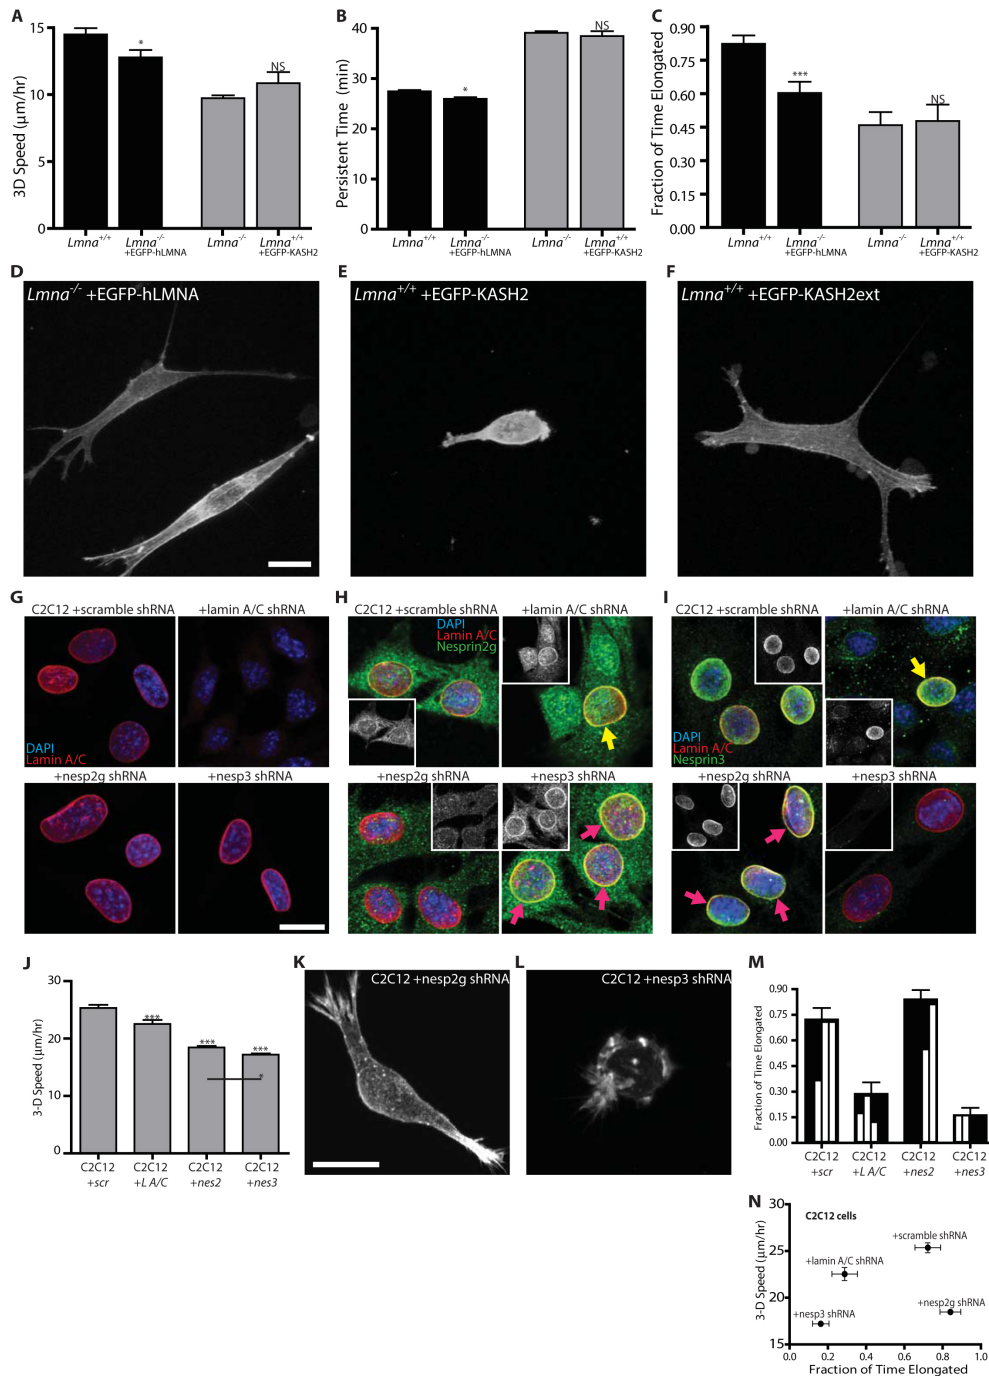 A
B
C
15
10
5
0
3D Speed (μm/hr)
*
NS
Lmna+/+
Lmna-/-
+EGFP-hLMNA
Lmna-/-
Lmna+/+
+EGFP-KASH2
40
30
20
10
0
Persistent Time (min)
*
NS
Lmna+/+
Lmna-/-
+EGFP-hLMNA
Lmna-/-
Lmna+/+
+EGFP-KASH2
0.90
0.75
0.60
0.45
0.30
0.15
0.00
Fraction of Time Elongated
***
NS
Lmna+/+
Lmna-/-
+EGFP-hLMNA
Lmna-/-
Lmna+/+
+EGFP-KASH2
D
Lmna-/- +EGFP-hLMNA
E
Lmna+/+ +EGFP-KASH2
F
Lmna+/+ +EGFP-KASH2ext
G
C2C12 +scramble shRNA
+lamin A/C shRNA
DAPI
Lamin A/C
+nesp2g shRNA
+nesp3 shRNA
H
C2C12 +scramble shRNA
+lamin A/C shRNA
DAPI
Lamin A/C
Nesprin2g
+nesp2g shRNA
+nesp3 shRNA
I
C2C12 +scramble shRNA
+lamin A/C shRNA
DAPI
Lamin A/C
Nesprin3
+nesp2g shRNA
+nesp3 shRNA
J
30
20
10
0
3-D Speed (μm/hr)
***
***
***
*
C2C12
+scr
C2C12
+L A/C
C2C12
+nes2
C2C12
+nes3
K
C2C12 +nesp2g shRNA
L
C2C12 +nesp3 shRNA
M
0.90
0.75
0.60
0.45
0.30
0.15
0.00
Fraction of Time Elongated
C2C12
+scr
C2C12
+L A/C
C2C12
+nes2
C2C12
+nes3
N
30
25
20
15
3-D Speed (μm/hr)
C2C12 cells
+scramble shRNA
+lamin A/C shRNA
+nesp2g shRNA
+nesp3 shRNA
0.0
0.2
0.4
0.6
0.8
1.0
Fraction of Time Elongated